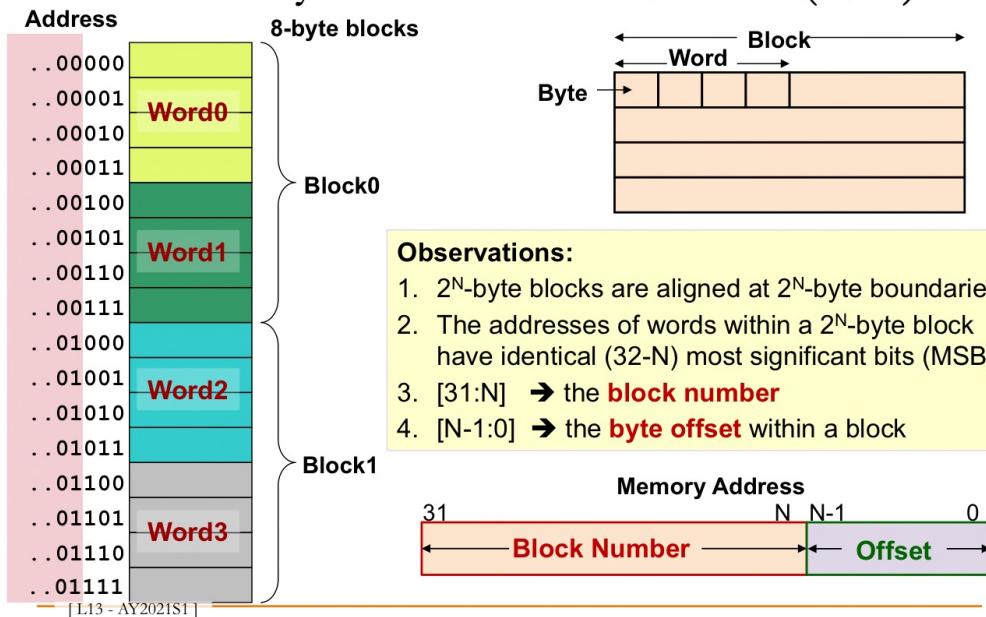 Address
8-byte blocks
..00000
..00001
..00010
..00011
..00100
..00101
..00110
..00111
..01000
..01001
..01010
..01011
..01100
..01101
..01110
..01111
Word0
Word1
Word2
Word3
Block0
Block1
Block
Word
Byte
Observations:
1. 2ᴺ-byte blocks are aligned at 2ᴺ-byte boundarie
2. The addresses of words within a 2ᴺ-byte block
have identical (32-N) most significant bits (MSB
3. [31:N] ➔ the block number
4. [N-1:0] ➔ the byte offset within a block
Memory Address
31 N N-1 0
Block Number Offset
[ L13 - AY2021S1 ]